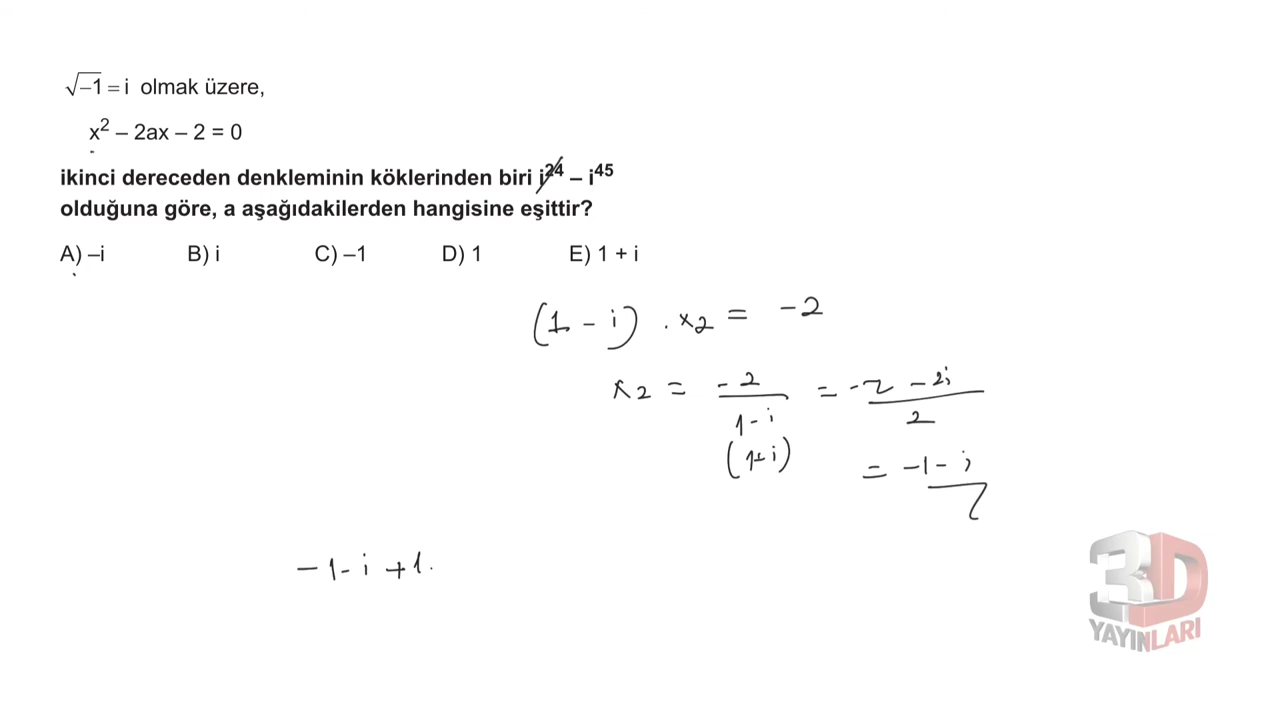 √-1 = i olmak üzere,
x² – 2ax – 2 = 0
ikinci dereceden denkleminin köklerinden biri i²⁴ – i⁴⁵
olduğuna göre, a aşağıdakilerden hangisine eşittir?
A) –i B) i C) –1 D) 1 E) 1 + i
(1 - i) . x₂ = -2
x₂ = -2 / 1 - i = -2 - 2i / 2
(1+i) = -1 - i
-1 - i + 1
3D
YAYINLARI